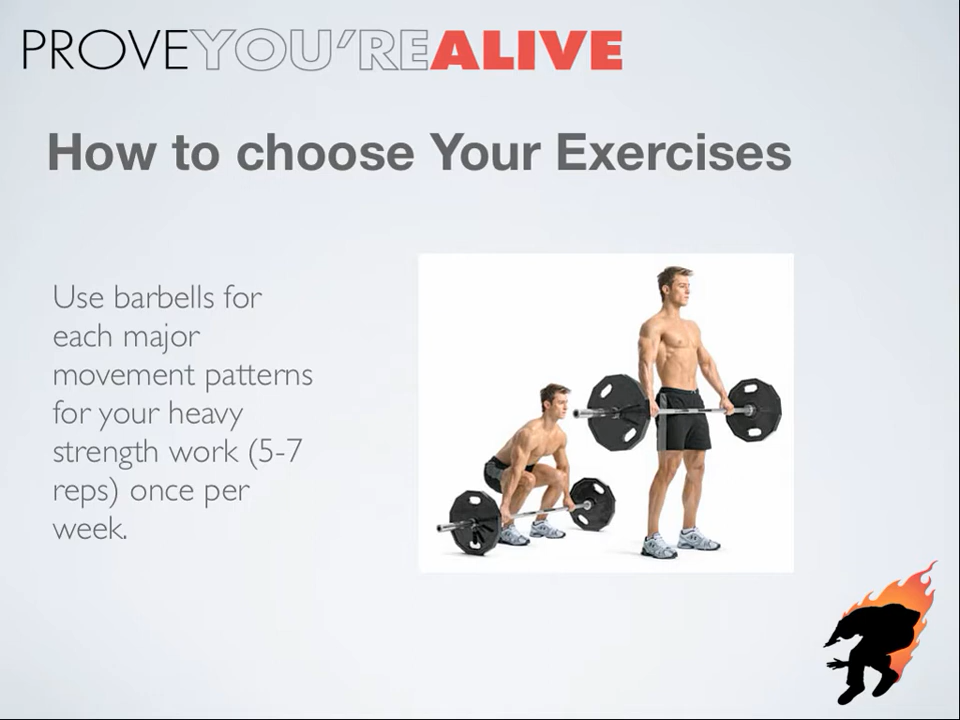 PROVEYOU'REALIVE
How to choose Your Exercises
Use barbells for
each major
movement patterns
for your heavy
strength work (5-7
reps) once per
week.